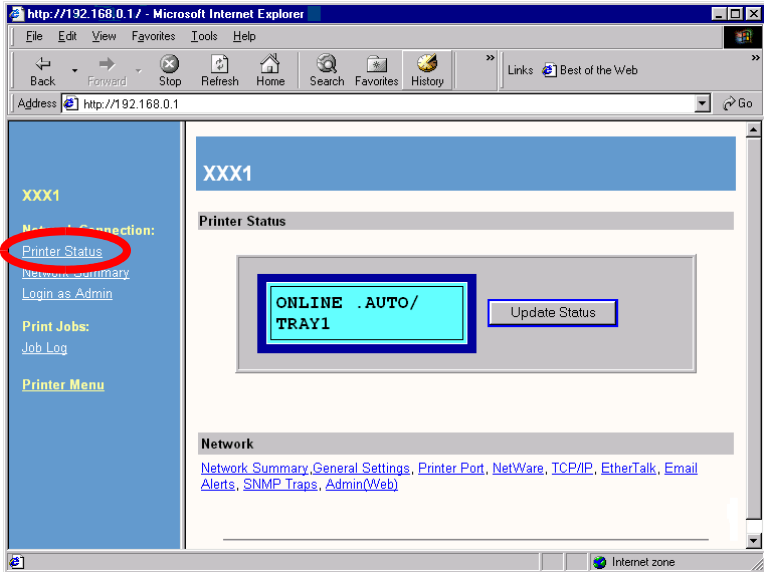 http://192.168.0.1/ - Microsoft Internet Explorer
File Edit View Favorites Tools Help
Back Forward Stop Refresh Home Search Favorites History » Links Best of the Web »
Address http://192.168.0.1 Go
XXX1
Network Connection:
Printer Status
Network Summary
Login as Admin
Print Jobs:
Job Log
Printer Menu
XXX1
Printer Status
ONLINE .AUTO/
TRAY1
Update Status
Network
Network Summary,General Settings, Printer Port, NetWare, TCP/IP, EtherTalk, Email
Alerts, SNMP Traps, Admin(Web)
Internet zone